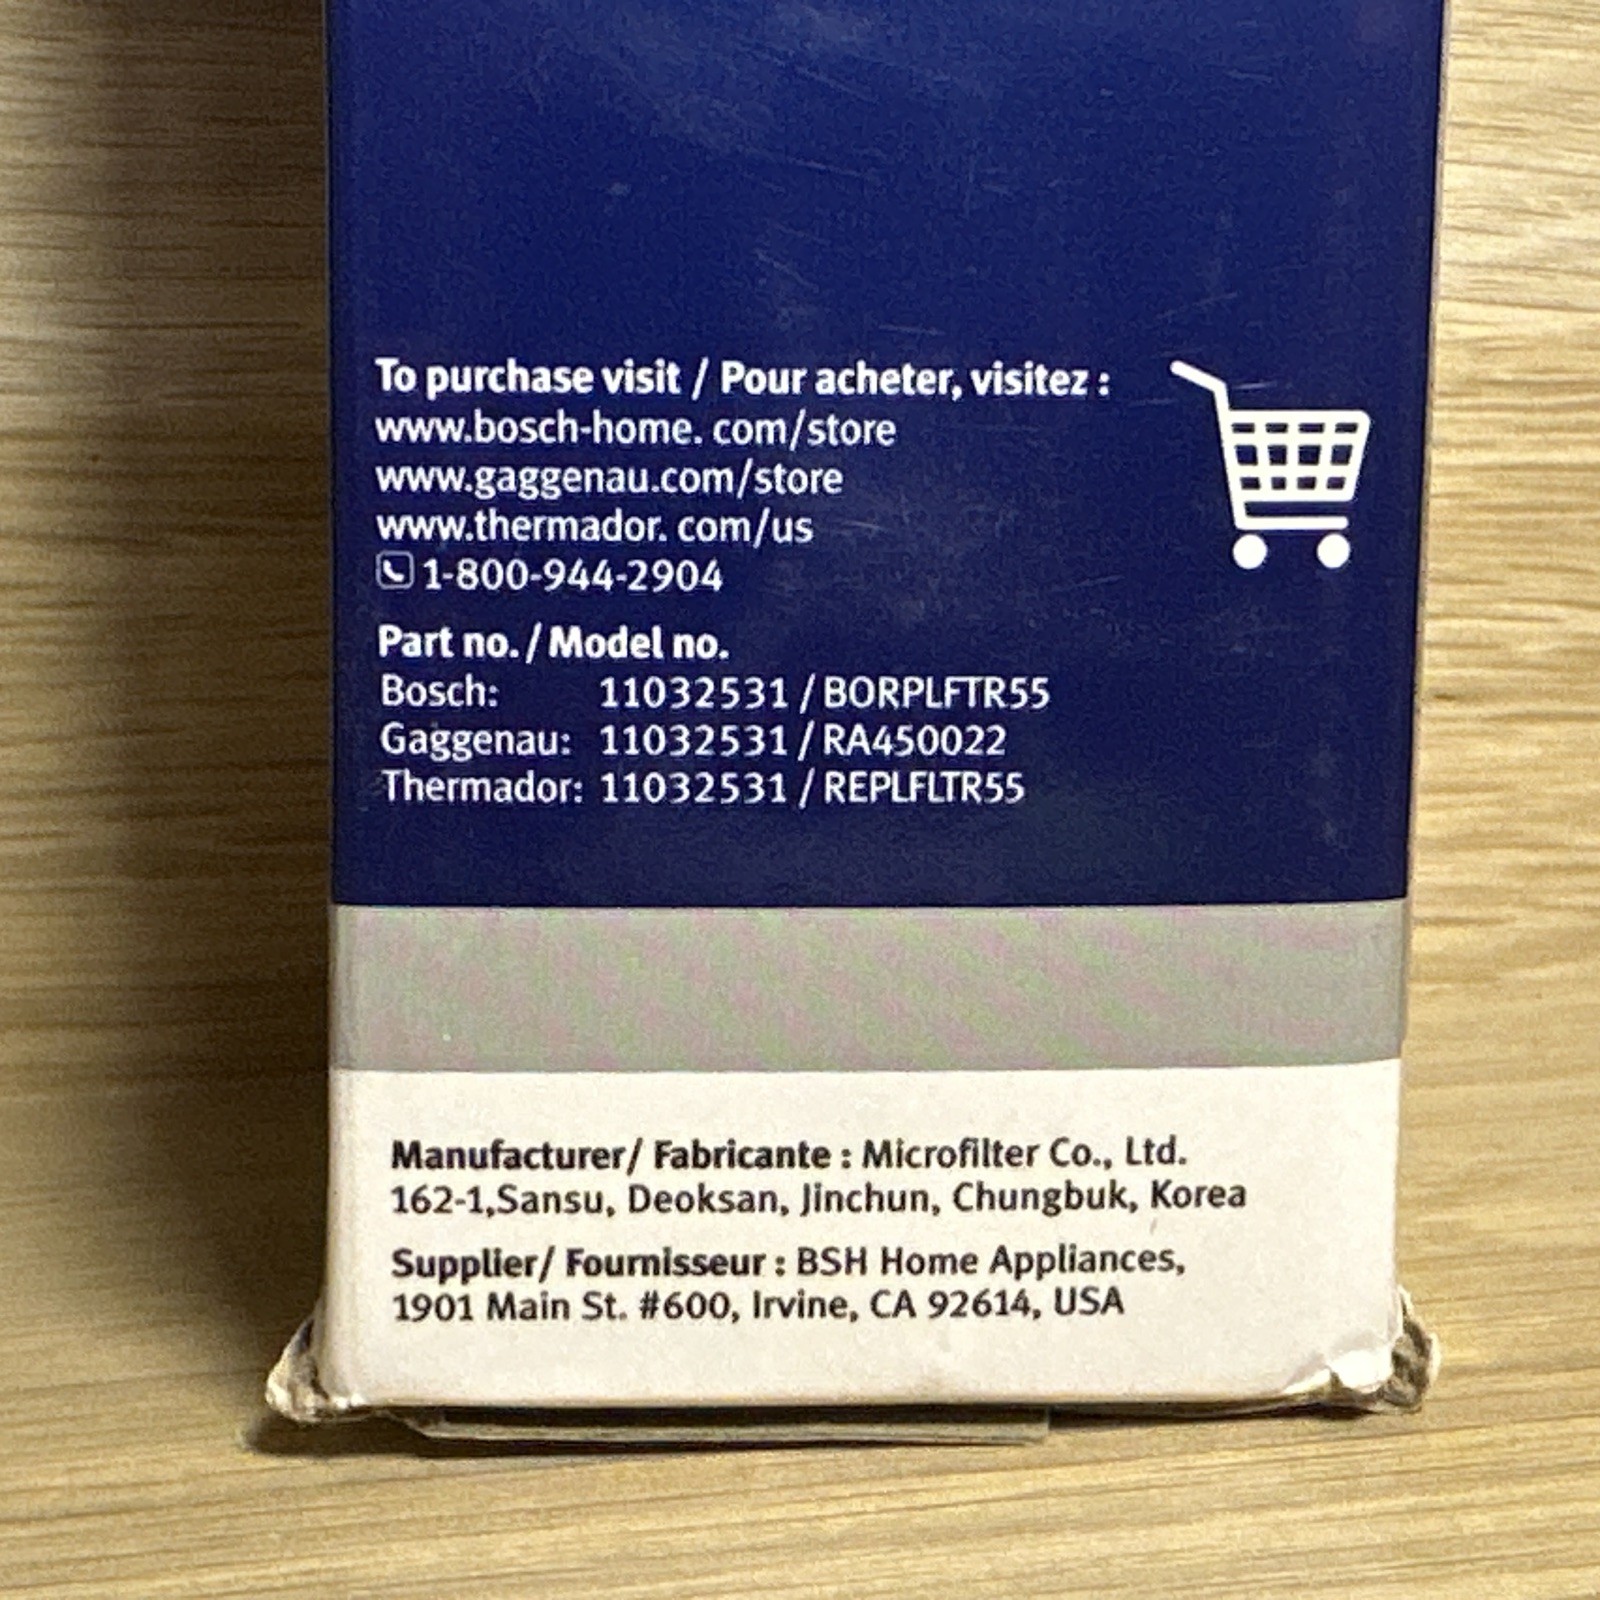 To purchase visit / Pour acheter, visitez :
www.bosch-home. com/store
www.gaggenau.com/store
www.thermador. com/us
1-800-944-2904
Part no. / Model no.
Bosch: 11032531 / BORPLFTR55
Gaggenau: 11032531 / RA450022
Thermador: 11032531 / REPLFLTR55
Manufacturer/ Fabricante : Microfilter Co., Ltd.
162-1,Sansu, Deoksan, Jinchun, Chungbuk, Korea
Supplier/ Fournisseur : BSH Home Appliances,
1901 Main St. #600, Irvine, CA 92614, USA